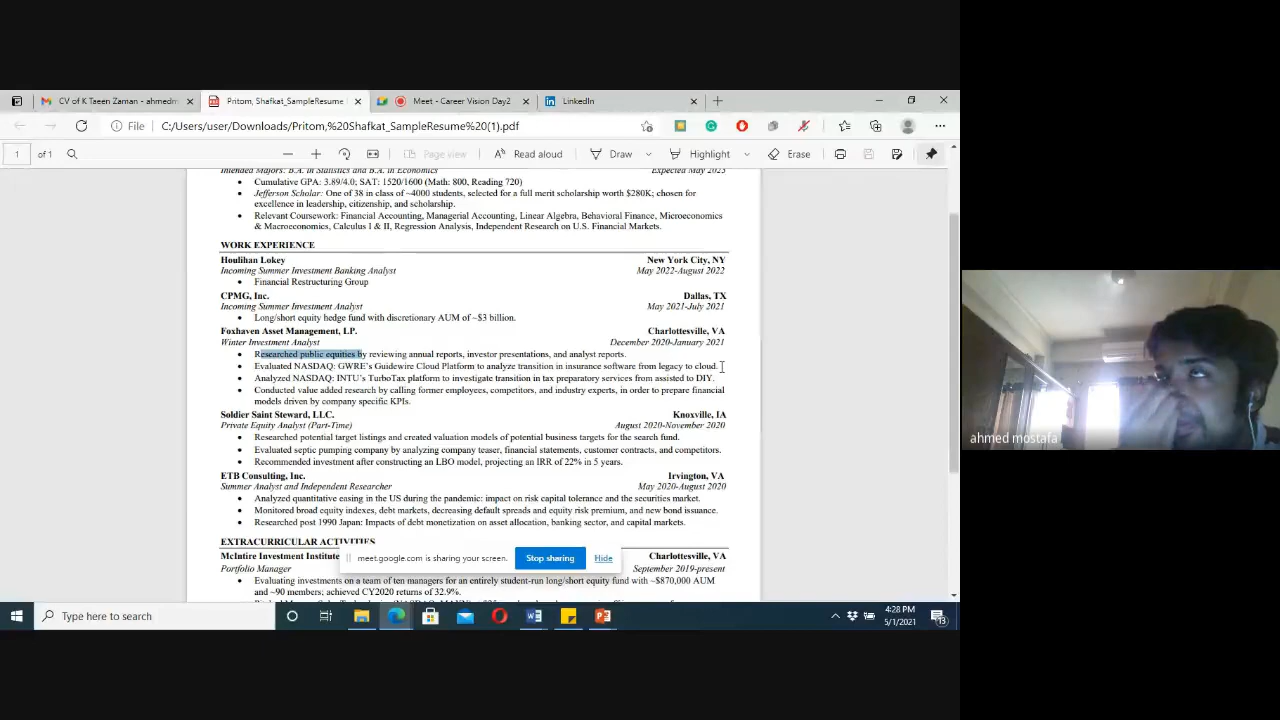 CV of K Taeen Zaman - ahmedm
Pritom, Shafkat_SampleResume
Meet - Career Vision Day2
LinkedIn
File
C:/Users/user/Downloads/Pritom,%20Shafkat_SampleResume%20(1).pdf
1 of 1
Page view
Read aloud
Draw
Highlight
Erase
Intended Majors: B.A. in Statistics and B.A. in Economics Expected May 2023
• Cumulative GPA: 3.89/4.0; SAT: 1520/1600 (Math: 800, Reading 720)
• Jefferson Scholar: One of 38 in class of ~4000 students, selected for a full merit scholarship worth $280K; chosen for
excellence in leadership, citizenship, and scholarship.
• Relevant Coursework: Financial Accounting, Managerial Accounting, Linear Algebra, Behavioral Finance, Microeconomics
& Macroeconomics, Calculus I & II, Regression Analysis, Independent Research on U.S. Financial Markets.
WORK EXPERIENCE
Houlihan Lokey New York City, NY
Incoming Summer Investment Banking Analyst May 2022-August 2022
• Financial Restructuring Group
CPMG, Inc. Dallas, TX
Incoming Summer Investment Analyst May 2021-July 2021
• Long/short equity hedge fund with discretionary AUM of ~$3 billion.
Foxhaven Asset Management, LP. Charlottesville, VA
Winter Investment Analyst December 2020-January 2021
• Researched public equities by reviewing annual reports, investor presentations, and analyst reports.
• Evaluated NASDAQ: GWRE's Guidewire Cloud Platform to analyze transition in insurance software from legacy to cloud.
• Analyzed NASDAQ: INTU's TurboTax platform to investigate transition in tax preparatory services from assisted to DIY.
• Conducted value added research by calling former employees, competitors, and industry experts, in order to prepare financial
models driven by company specific KPIs.
Soldier Saint Steward, LLC. Knoxville, IA
Private Equity Analyst (Part-Time) August 2020-November 2020
• Researched potential target listings and created valuation models of potential business targets for the search fund.
• Evaluated septic pumping company by analyzing company teaser, financial statements, customer contracts, and competitors.
• Recommended investment after constructing an LBO model, projecting an IRR of 22% in 5 years.
ETB Consulting, Inc. Irvington, VA
Summer Analyst and Independent Researcher May 2020-August 2020
• Analyzed quantitative easing in the US during the pandemic: impact on risk capital tolerance and the securities market.
• Monitored broad equity indexes, debt markets, decreasing default spreads and equity risk premium, and new bond issuance.
• Researched post 1990 Japan: Impacts of debt monetization on asset allocation, banking sector, and capital markets.
EXTRACURRICULAR ACTIVITIES
McIntire Investment Institute Charlottesville, VA
meet.google.com is sharing your screen.
Stop sharing
Hide
Portfolio Manager September 2019-present
• Evaluating investments on a team of ten managers for an entirely student-run long/short equity fund with ~$870,000 AUM
and ~90 members; achieved CY2020 returns of 32.9%.
Type here to search
4:28 PM
5/1/2021
13
ahmed mostafa